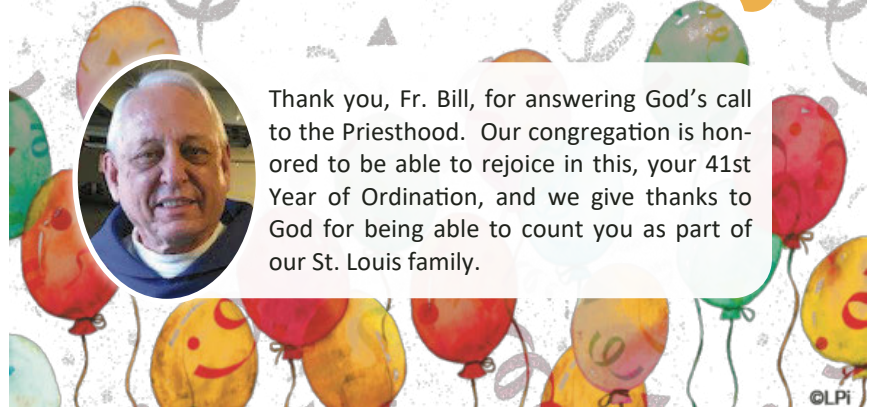 Thank you, Fr. Bill, for answering God’s call
to the Priesthood.  Our congregation is hon-
ored to be able to rejoice in this, your 41st
Year of Ordination, and we give thanks to
God for being able to count you as part of
our St. Louis family.
©LPi